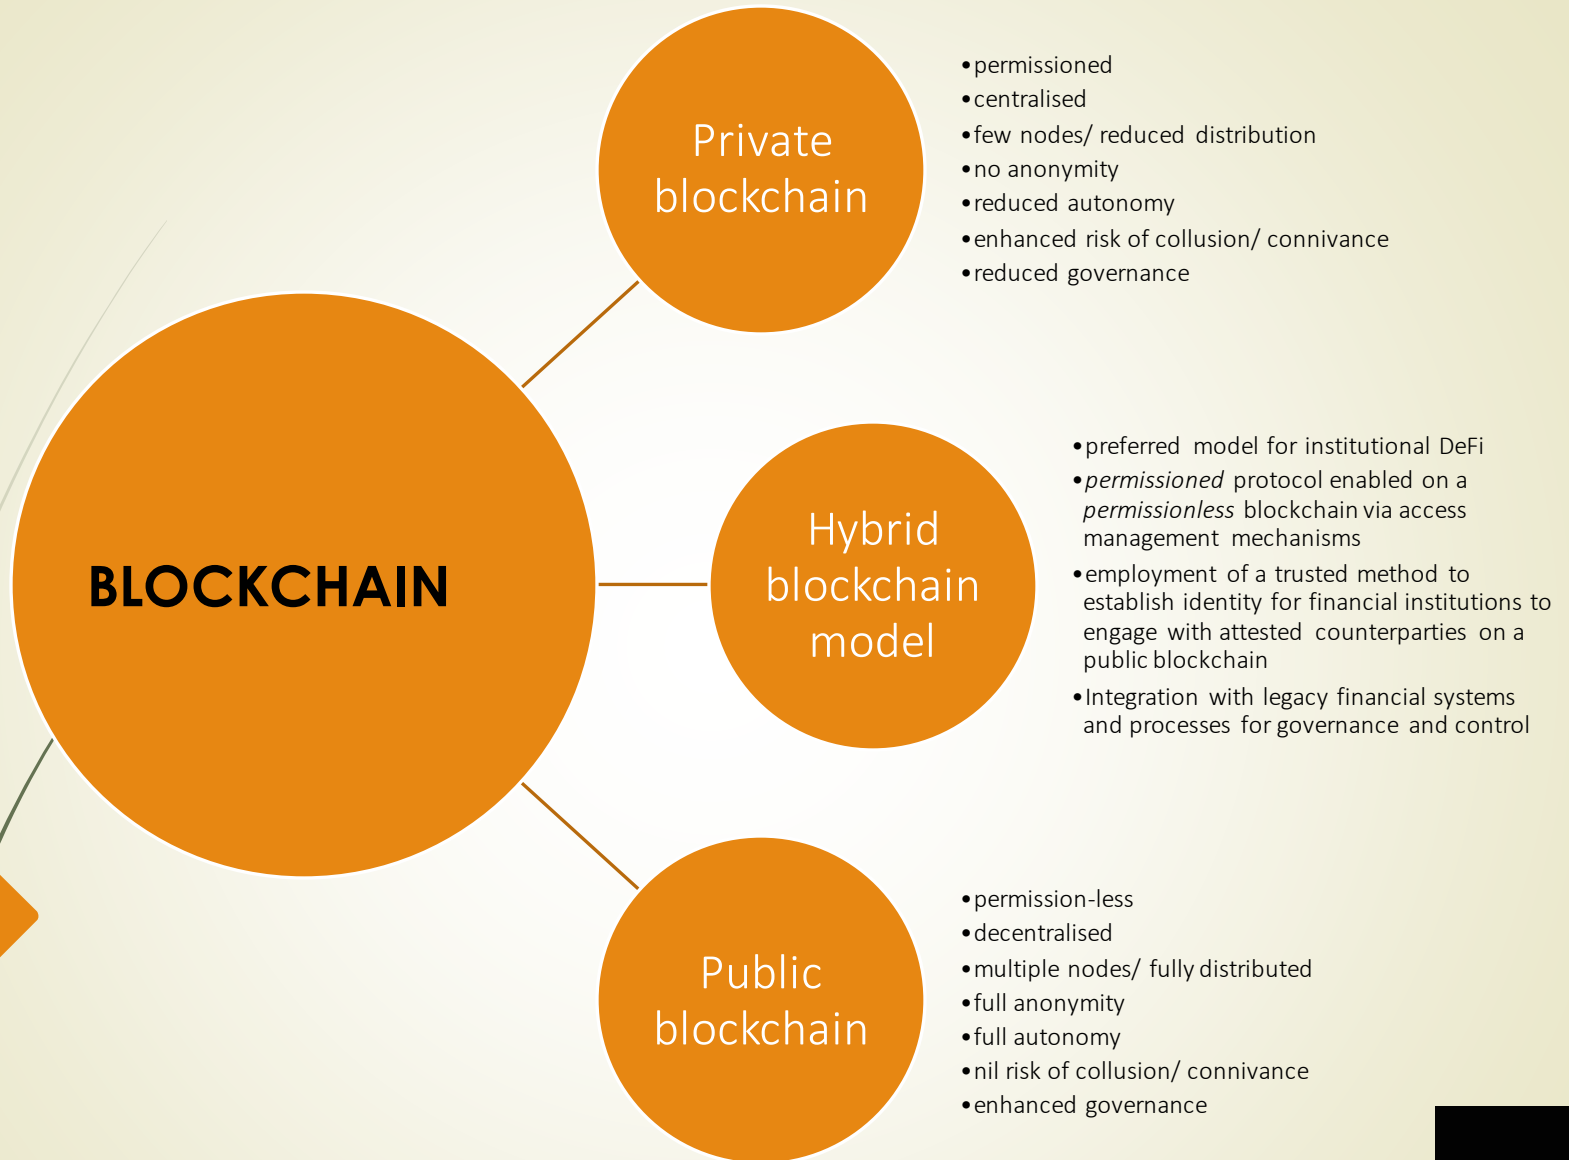 BLOCKCHAIN
Private
blockchain
•permissioned
•centralised
•few nodes/ reduced distribution
•no anonymity
•reduced autonomy
•enhanced risk of collusion/ connivance
•reduced governance
Hybrid
blockchain
model
•preferred model for institutional DeFi
•permissioned protocol enabled on a
permissionless blockchain via access
management mechanisms
•employment of a trusted method to
establish identity for financial institutions to
engage with attested counterparties on a
public blockchain
•Integration with legacy financial systems
and processes for governance and control
Public
blockchain
•permission-less
•decentralised
•multiple nodes/ fully distributed
•full anonymity
•full autonomy
•nil risk of collusion/ connivance
•enhanced governance